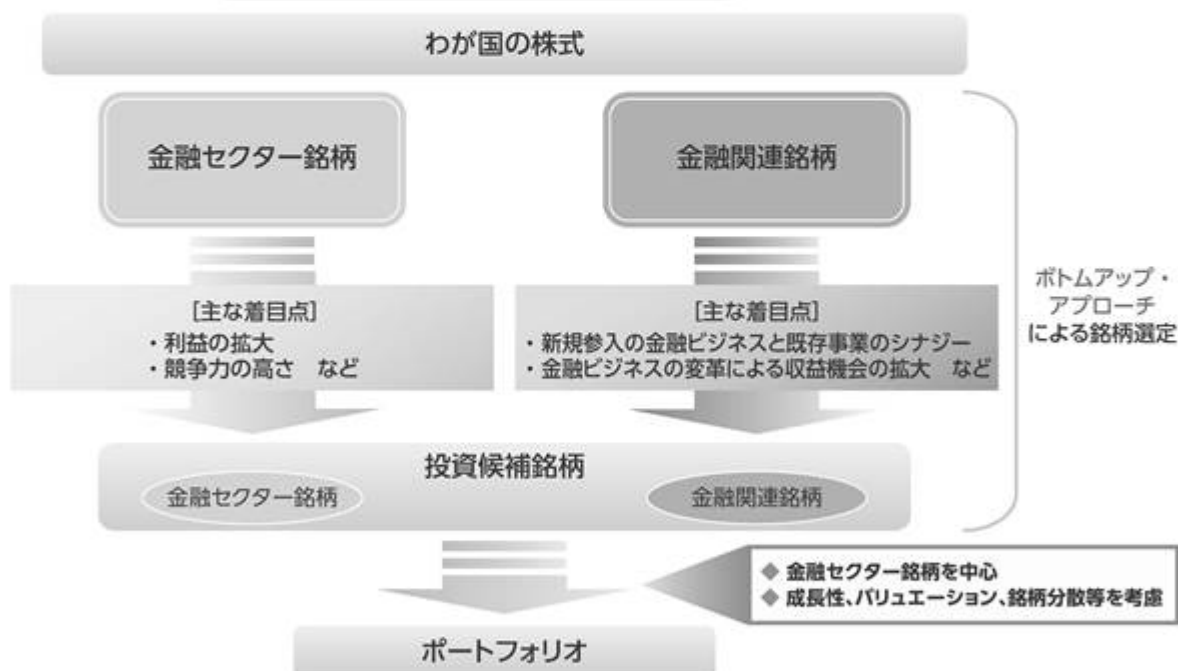 わが国の株式
金融セクター銘柄
金融関連銘柄
[主な着目点]
・利益の拡大
・競争力の高さ　など
[主な着目点]
・新規参入の金融ビジネスと既存事業のシナジー
・金融ビジネスの変革による収益機会の拡大　など
ボトムアップ・
アプローチ
による銘柄選定
投資候補銘柄
金融セクター銘柄
金融関連銘柄
◆ 金融セクター銘柄を中心
◆ 成長性、バリュエーション、銘柄分散等を考慮
ポートフォリオ